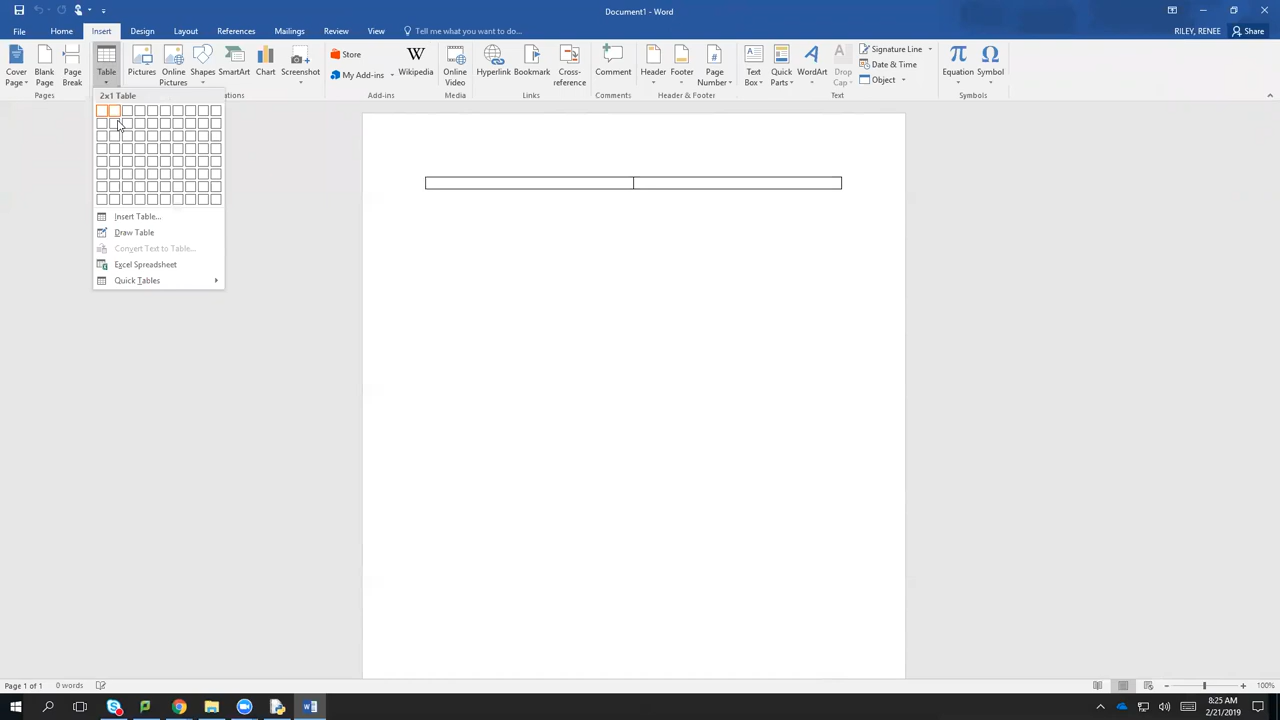 Document1 - Word
RILEY, RENEE
File Home Insert Design Layout References Review Mailings View Tell me what you want to do...
Share
Cover Page
Blank Page
Page Break
Table
Pictures
Online Pictures
Shapes
SmartArt
Chart
Screenshot
Store
My Add-ins
Wikipedia
Online Video
Hyperlink
Bookmark
Cross-reference
Comment
Header
Footer
Page Number
Text Box
Quick Parts
WordArt
Drop Cap
Signature Line
Date & Time
Object
Equation
Symbol
Pages
Add-ins
Media
Links
Comments
Header & Footer
Text
Symbols
2x1 Table
Insert Table...
Draw Table
Convert Text to Table...
Excel Spreadsheet
Quick Tables
Page 1 of 1 0 words
100%
8:25 AM
2/21/2019